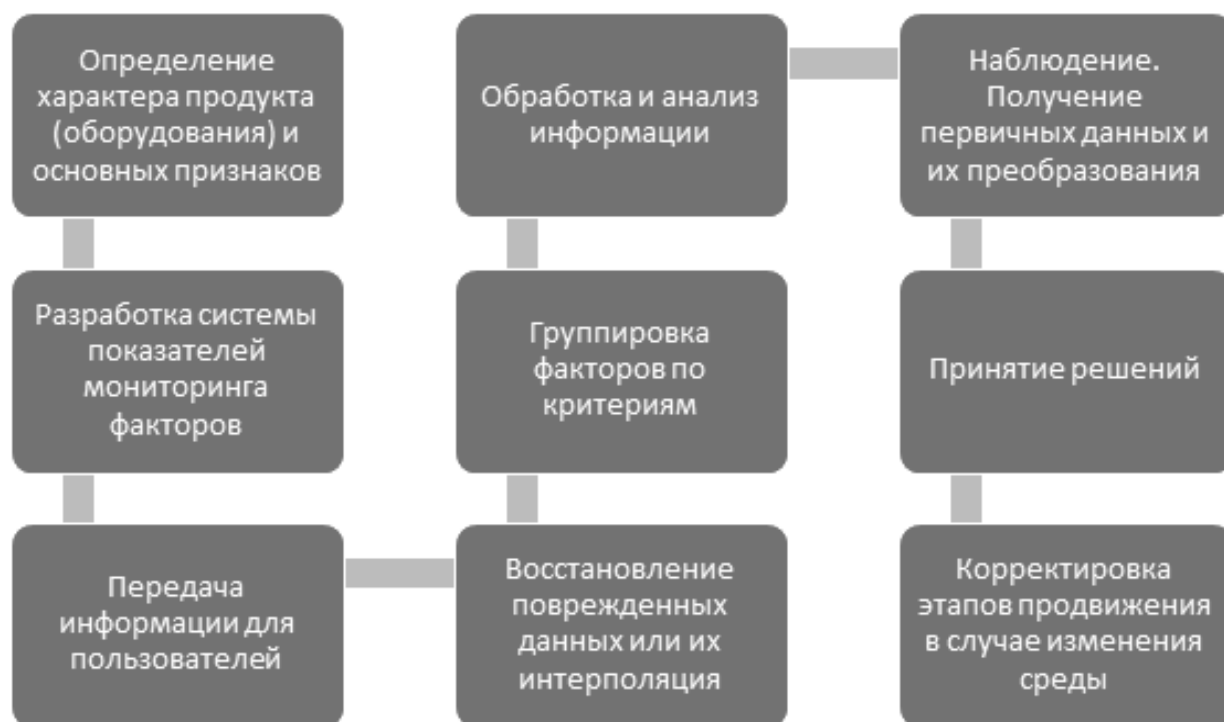 Определение
характера продукта
(оборудования) и
основных признаков
Разработка системы
показателей
мониторинга
факторов
Передача
информации для
пользователей
Восстановление
поврежденных
данных или их
интерполяция
Группировка
факторов по
критериям
Обработка и анализ
информации
Наблюдение.
Получение
первичных данных и
их преобразования
Принятие решений
Корректировка
этапов продвижения
в случае изменения
среды